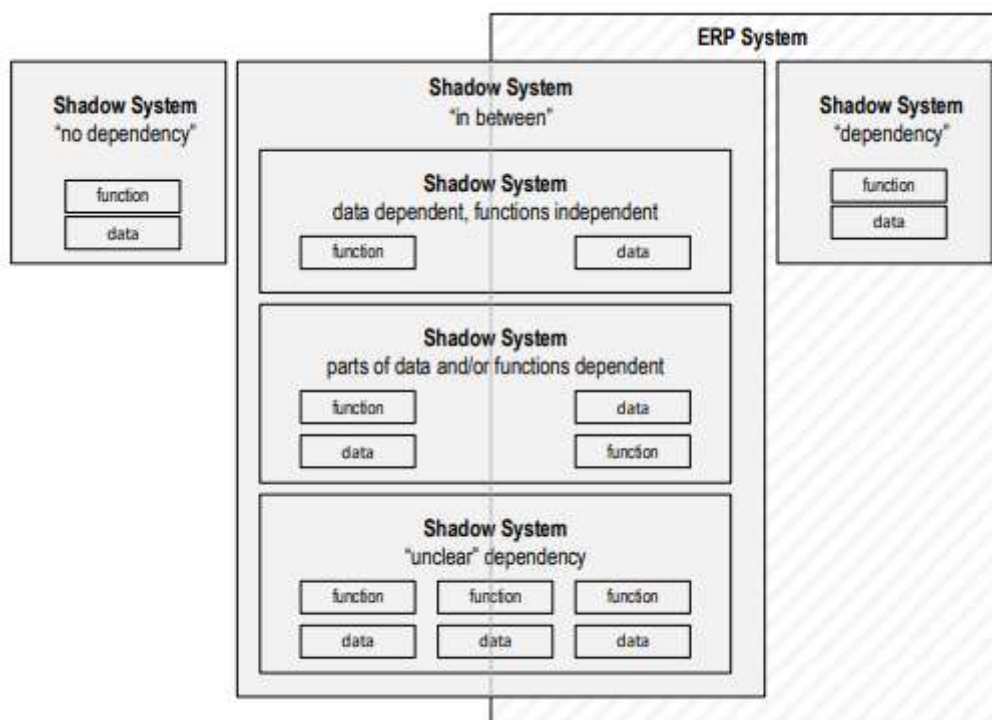 ERP System
Shadow System
“no dependency”
function
data
Shadow System
“in between”
Shadow System
data dependent, functions independent
function
data
Shadow System
parts of data and/or functions dependent
function
data
data
function
Shadow System
“unclear” dependency
function
function
function
data
data
data
Shadow System
“dependency”
function
data